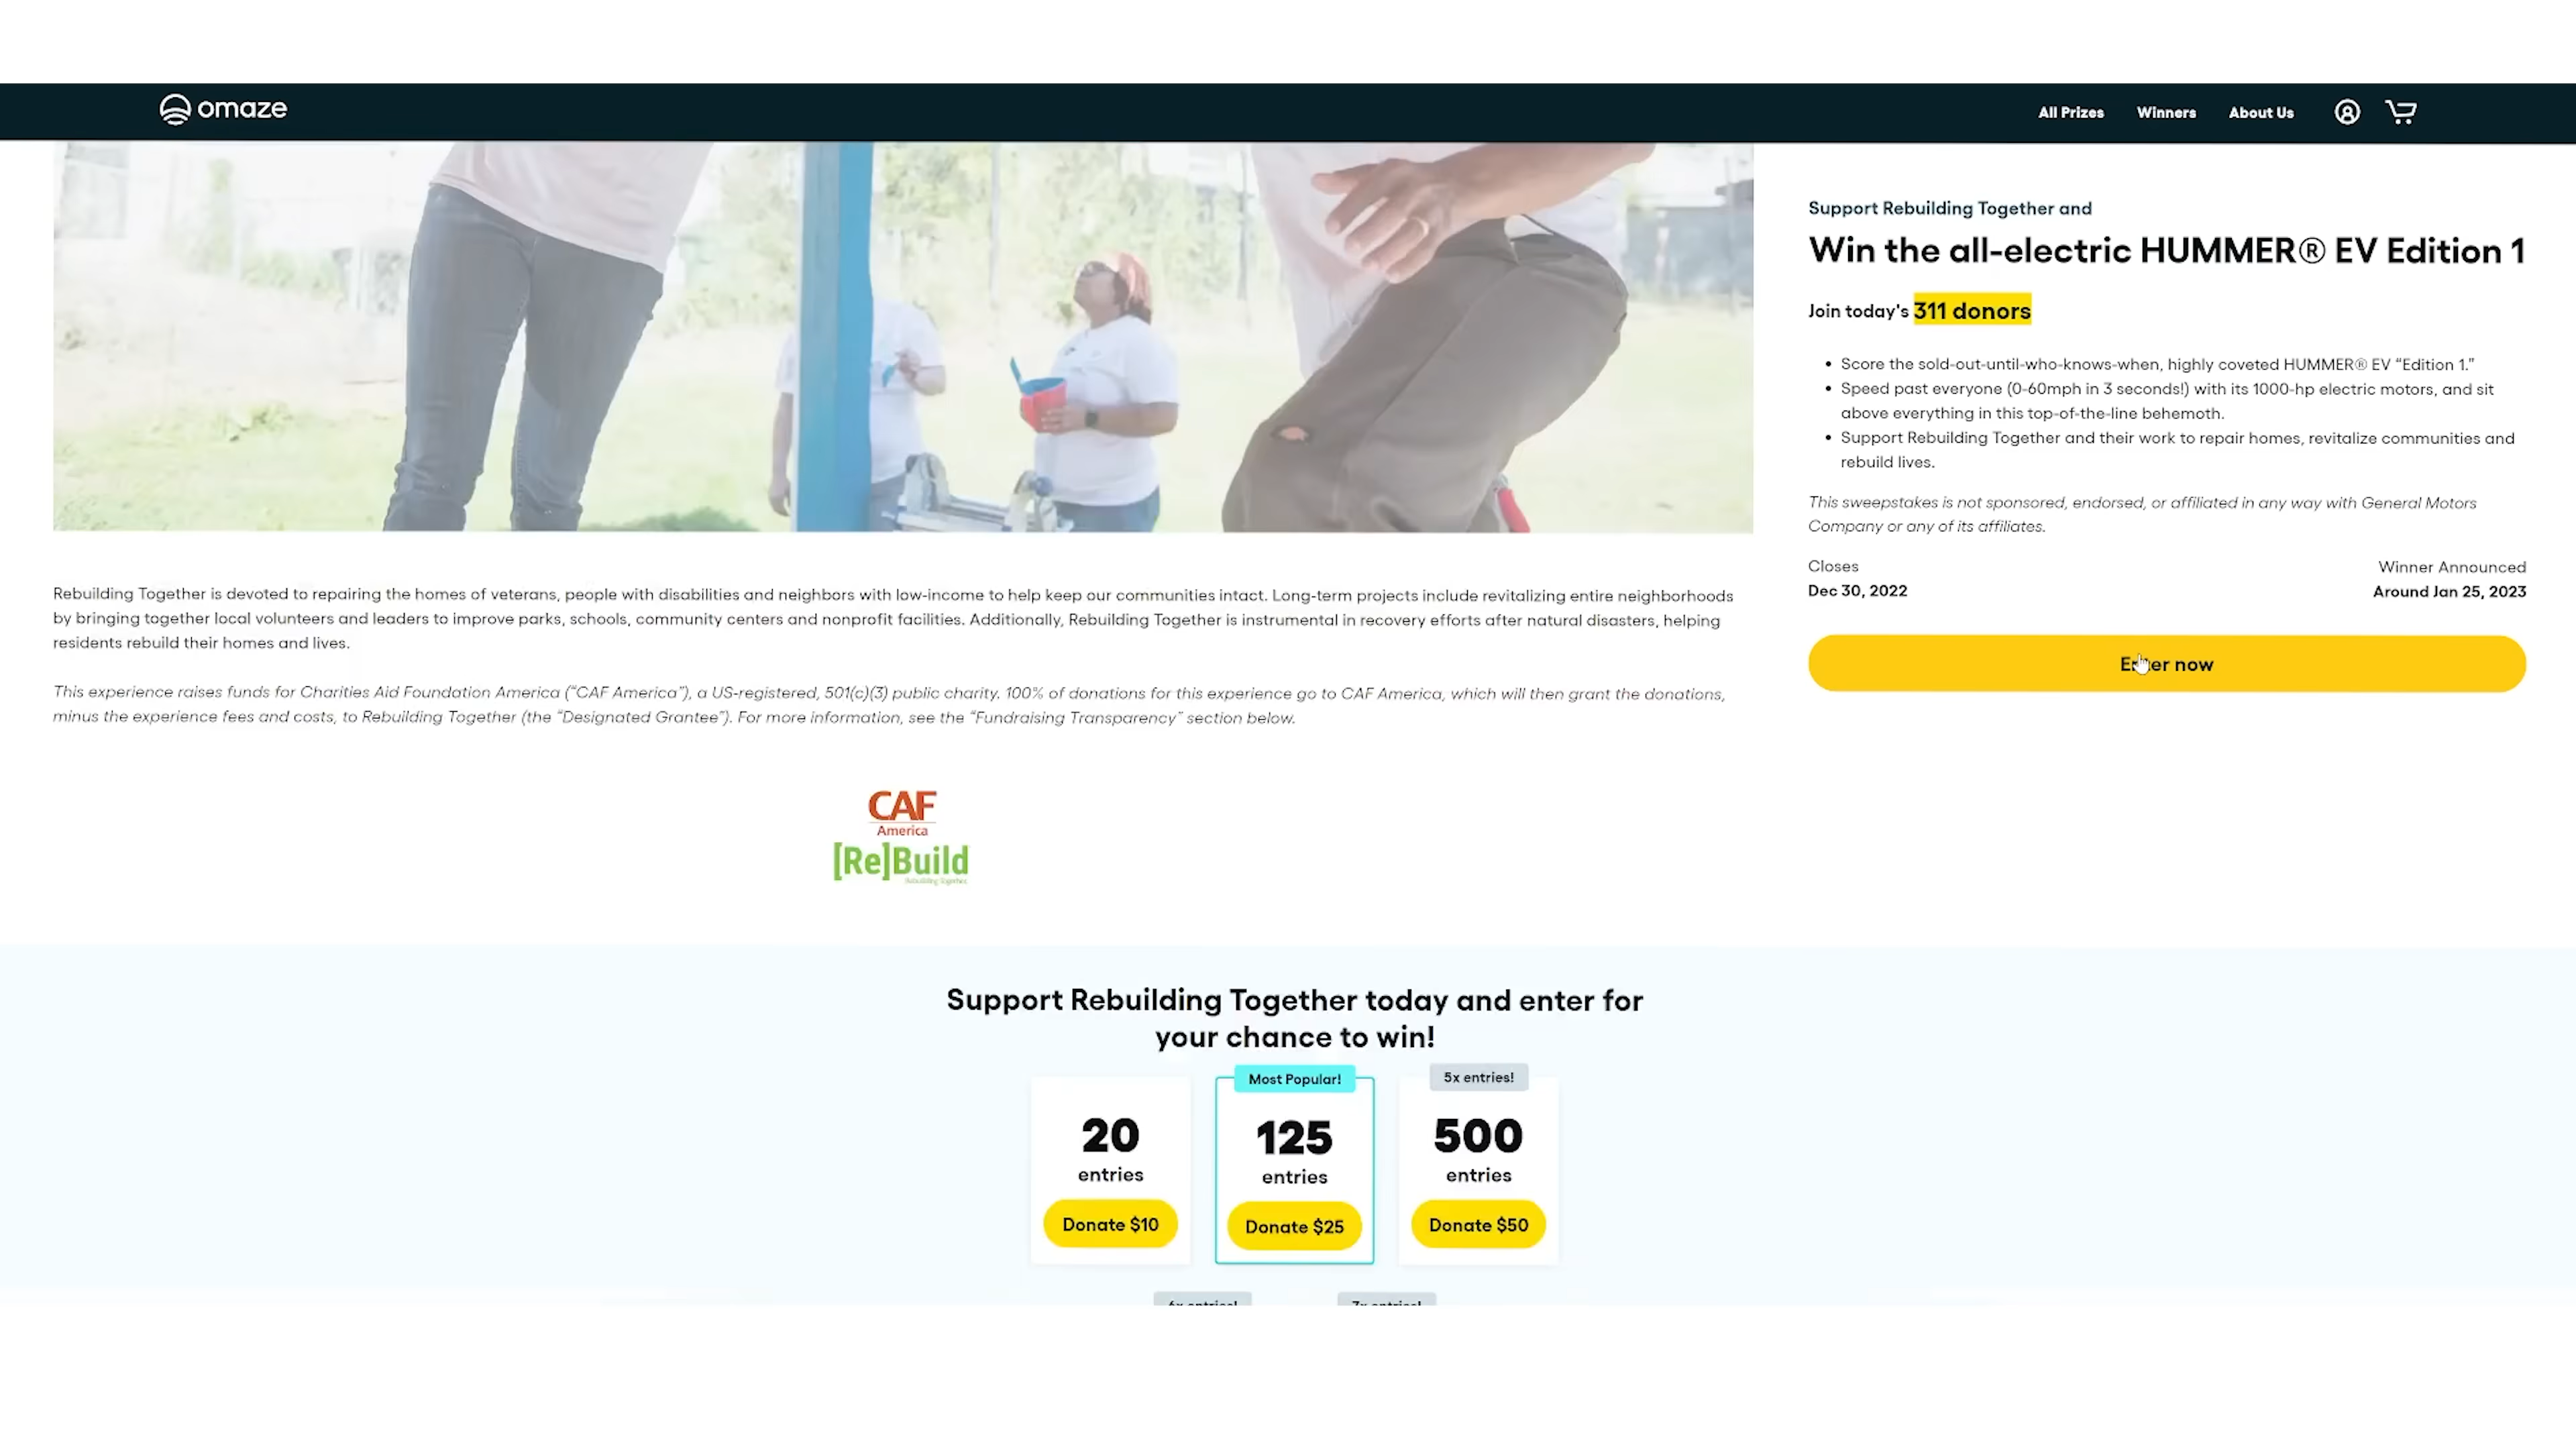 omaze
All Prizes
Winners
About Us
Support Rebuilding Together and
Win the all-electric HUMMER® EV Edition 1
Join today's 311 donors
• Score the sold-out-until-who-knows-when, highly coveted HUMMER® EV “Edition 1.”
• Speed past everyone (0-60mph in 3 seconds!) with its 1000-hp electric motors, and sit
above everything in this top-of-the-line behemoth.
• Support Rebuilding Together and their work to repair homes, revitalize communities and
rebuild lives.
This sweepstakes is not sponsored, endorsed, or affiliated in any way with General Motors
Company or any of its affiliates.
Closes
Dec 30, 2022
Winner Announced
Around Jan 25, 2023
Enter now
Rebuilding Together is devoted to repairing the homes of veterans, people with disabilities and neighbors with low-income to help keep our communities intact. Long-term projects include revitalizing entire neighborhoods
by bringing together local volunteers and leaders to improve parks, schools, community centers and nonprofit facilities. Additionally, Rebuilding Together is instrumental in recovery efforts after natural disasters, helping
residents rebuild their homes and lives.
This experience raises funds for Charities Aid Foundation America (“CAF America”), a US-registered, 501(c)(3) public charity. 100% of donations for this experience go to CAF America, which will then grant the donations,
minus the experience fees and costs, to Rebuilding Together (the “Designated Grantee”). For more information, see the “Fundraising Transparency” section below.
CAF
America
[Re]Build
Rebuilding Together
Support Rebuilding Together today and enter for
your chance to win!
20
entries
Donate $10
Most Popular!
125
entries
Donate $25
5x entries!
500
entries
Donate $50
6x entries!
7x entries!